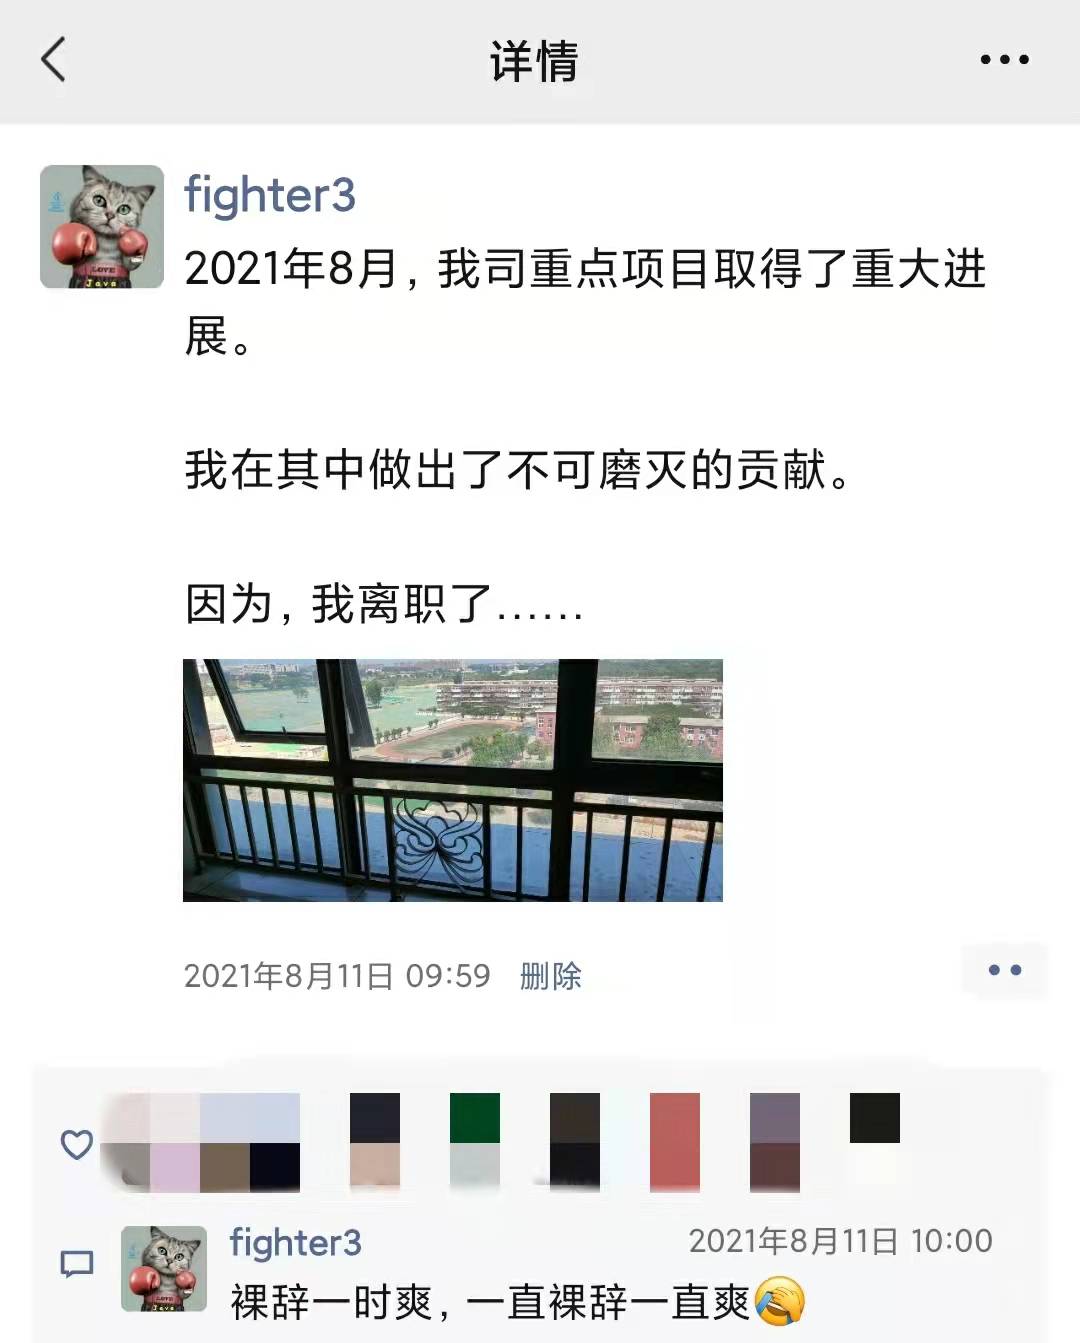 详情
fighter3
LOVE
Java
2021年8月，我司重点项目取得了重大进
展。
我在其中做出了不可磨灭的贡献。
因为，我离职了......
2021年8月11日 09:59 删除
fighter3 2021年8月11日 10:00
LOVE
Java
裸辞一时爽，一直裸辞一直爽🤣